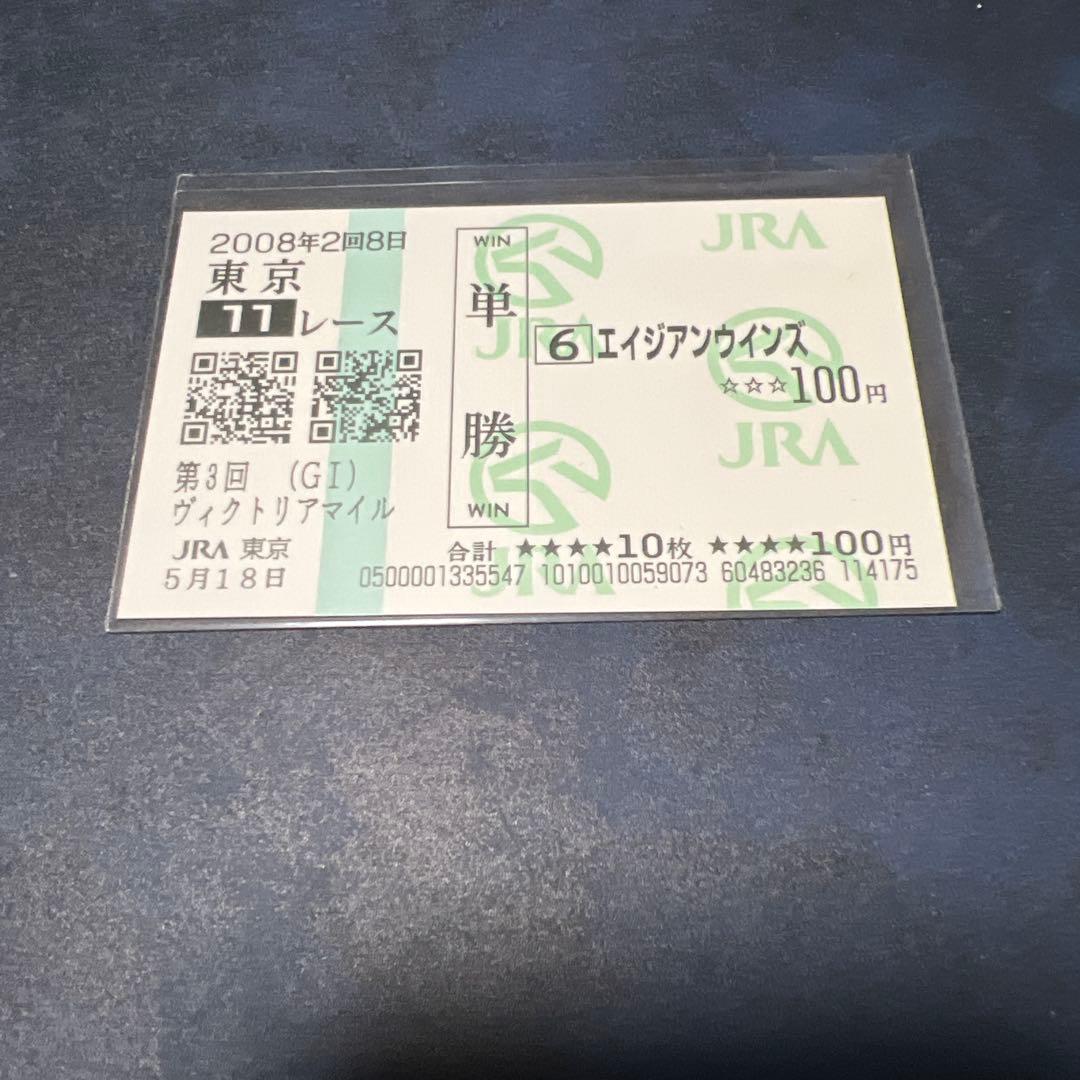 2008年2回8日
東京
11レース
第3回 (GI)
ヴィクトリアマイル
JRA 東京
5月18日
WIN
単勝
WIN
JRA
JRA
JRA
JRA
6 エイジアンウインズ
☆☆☆100円
合計 ★★★★10枚 ★★★★100円
0500001335547 1010010059073 60483236 114175